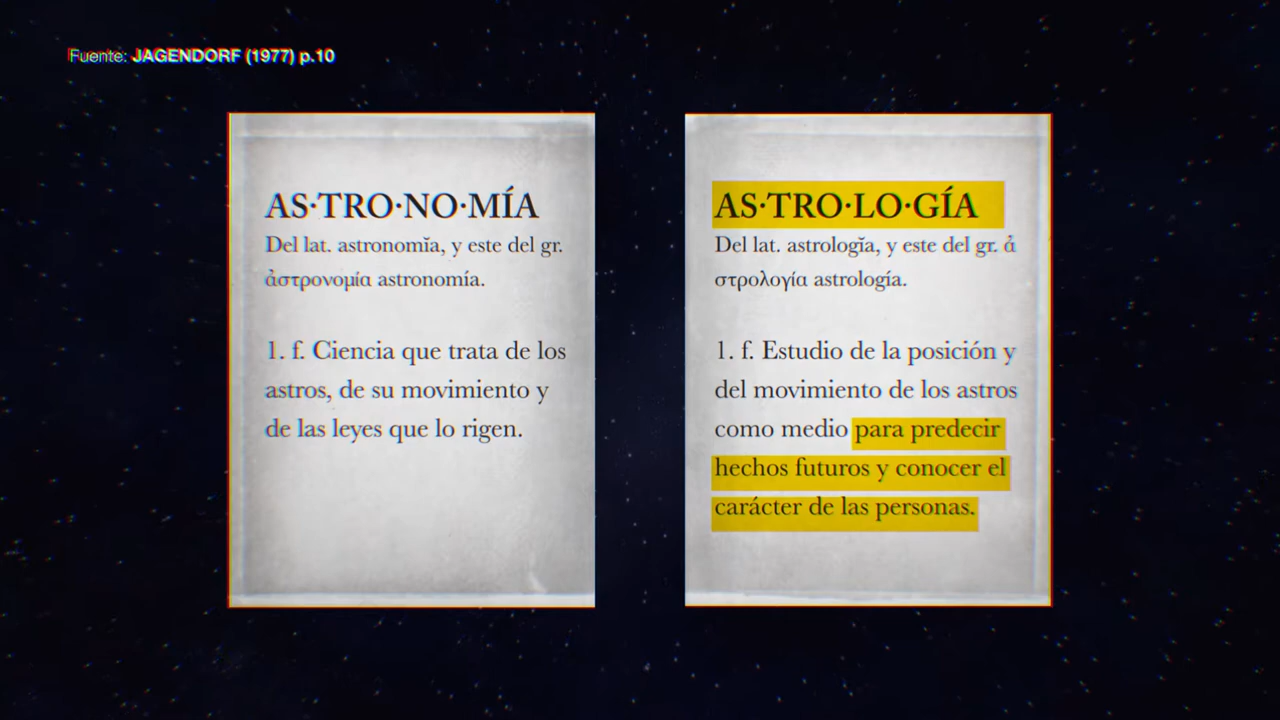 Fuente: JAGENDORF (1977) p.10
AS·TRO·NO·MÍA
Del lat. astronomĭa, y este del gr.
ἀστρονομία astronomía.
1. f. Ciencia que trata de los
astros, de su movimiento y
de las leyes que lo rigen.
AS·TRO·LO·GÍA
Del lat. astrologĭa, y este del gr. ἀ
στρολογία astrología.
1. f. Estudio de la posición y
del movimiento de los astros
como medio para predecir
hechos futuros y conocer el
carácter de las personas.